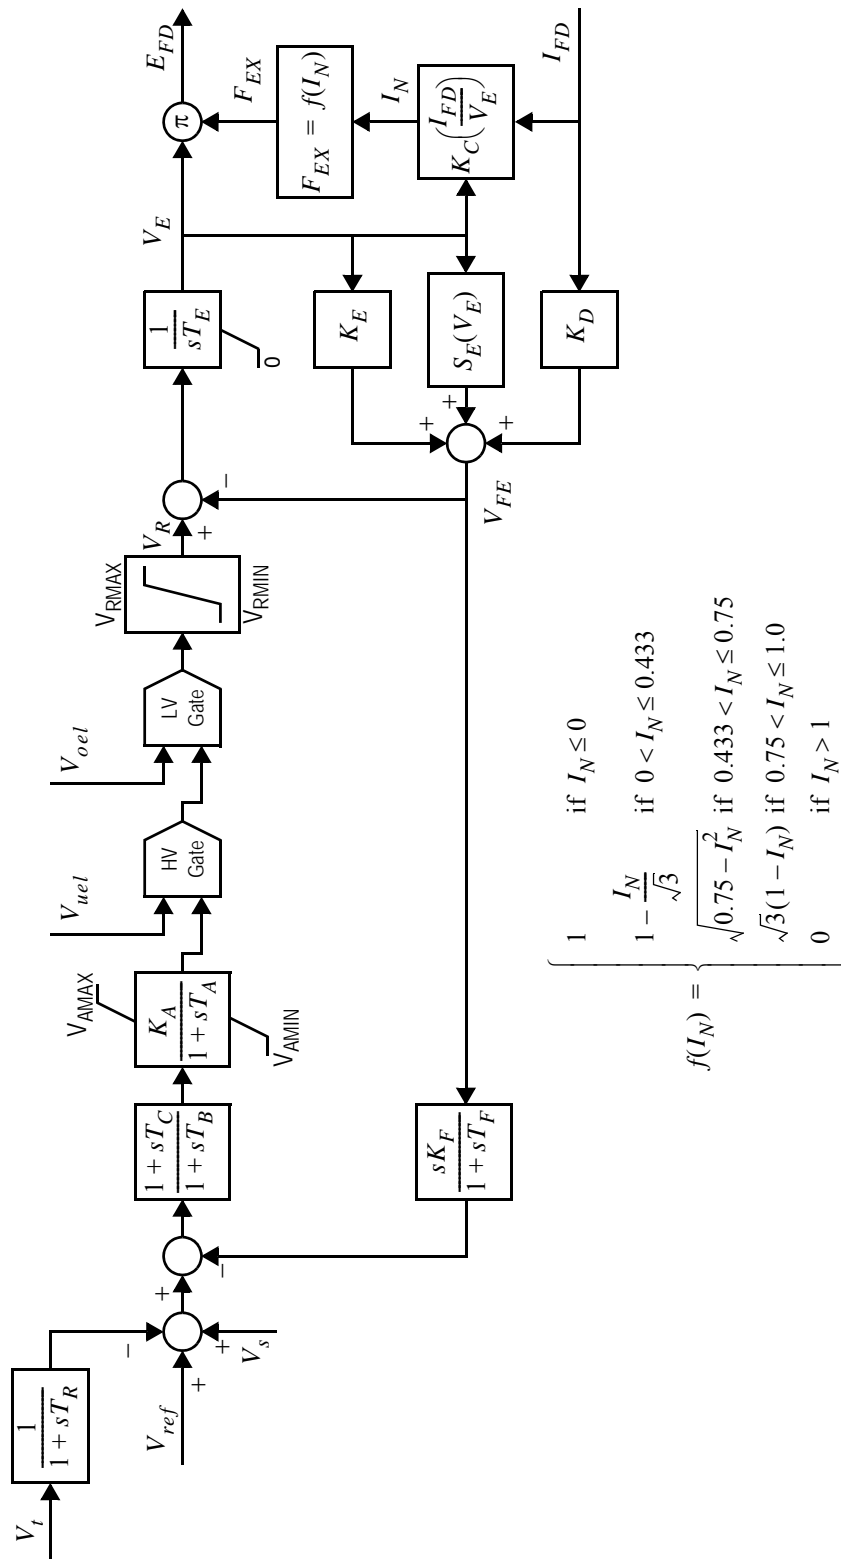 V_t
1 / (1 + sT_R)
V_ref
+
−
+
V_s
+
−
(1 + sT_C) / (1 + sT_B)
V_AMAX
K_A / (1 + sT_A)
V_AMIN
V_uel
HV
Gate
V_oel
LV
Gate
V_RMAX
V_RMIN
V_R
+
−
1 / (sT_E)
0
V_E
π
E_FD
F_EX
F_EX = f(I_N)
I_N
K_C(I_FD / V_E)
I_FD
K_E
S_E(V_E)
K_D
+
+
+
V_FE
sK_F / (1 + sT_F)
f(I_N) =
1 if I_N ≤ 0
1 − I_N / √3 if 0 < I_N ≤ 0.433
√(0.75 − I_N^2) if 0.433 < I_N ≤ 0.75
√3(1 − I_N) if 0.75 < I_N ≤ 1.0
0 if I_N > 1